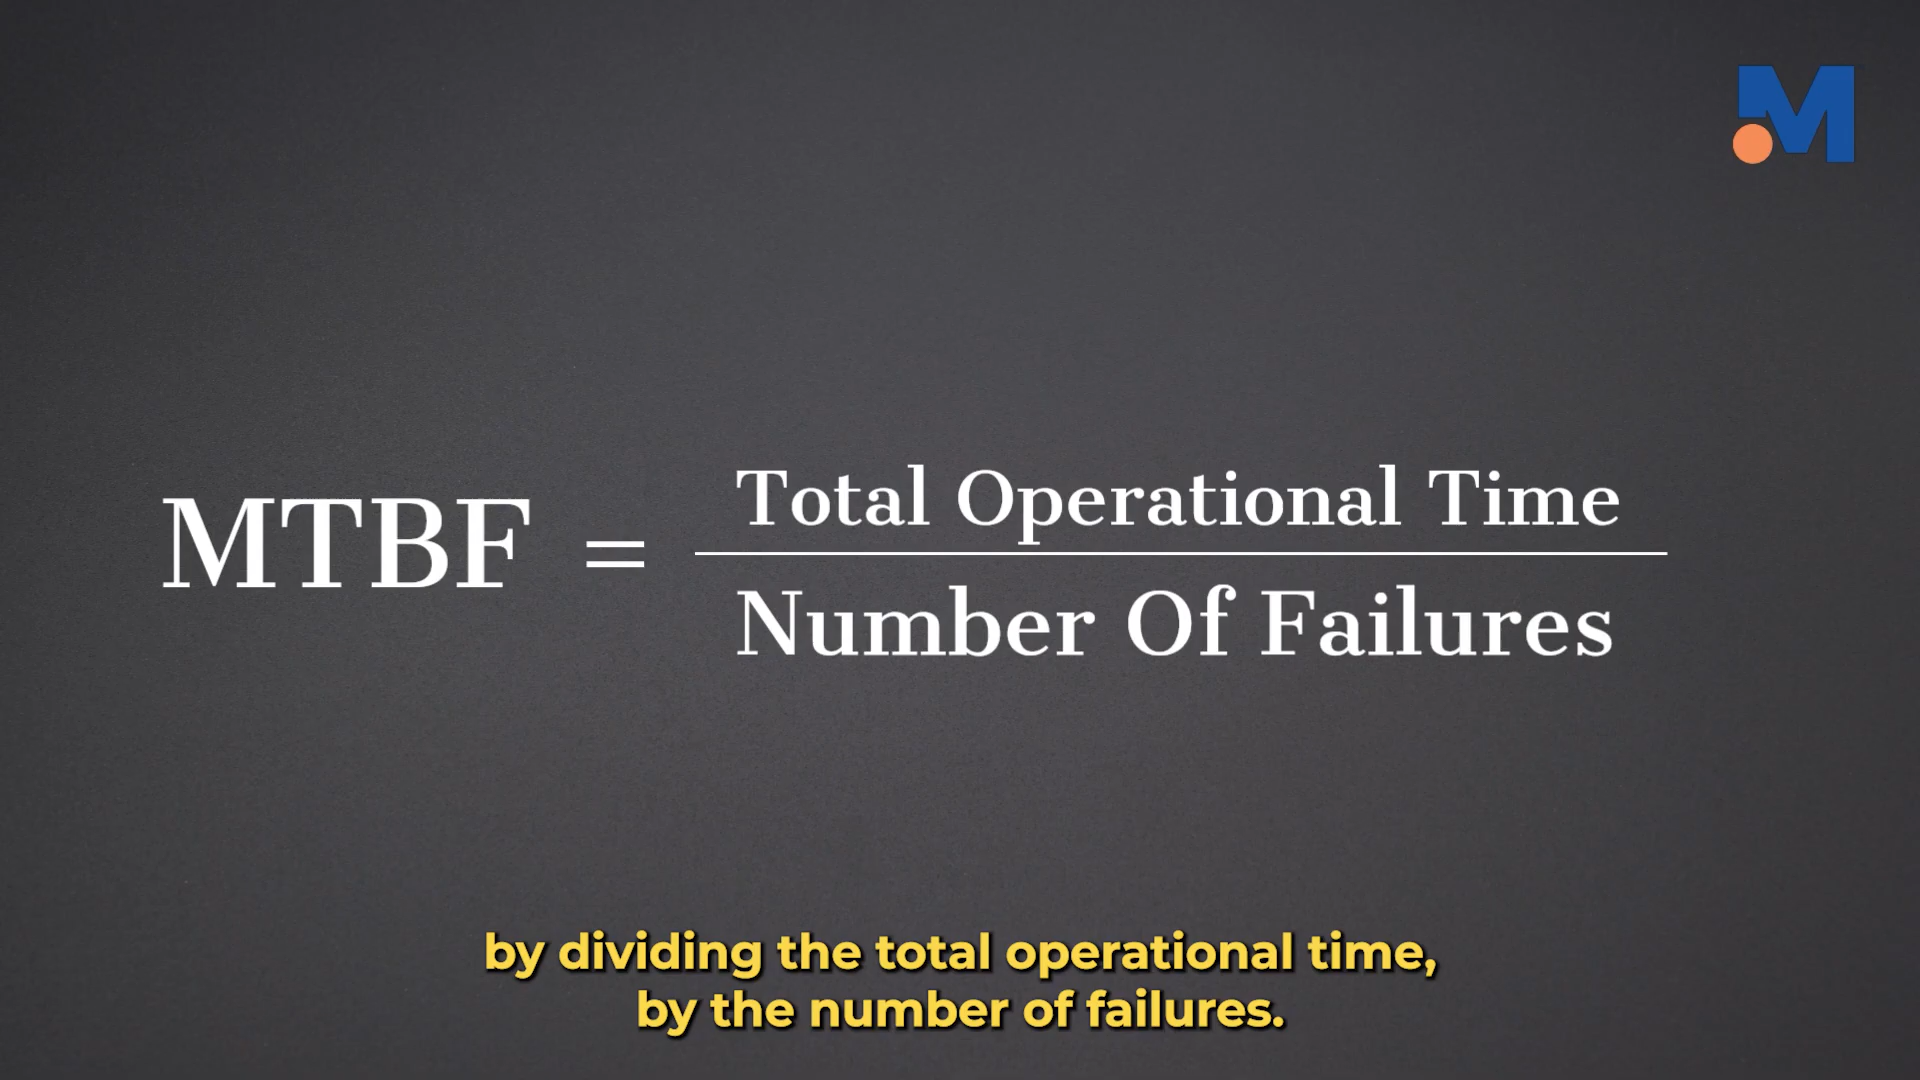 M
MTBF = Total Operational Time
Number Of Failures
by dividing the total operational time,
by the number of failures.